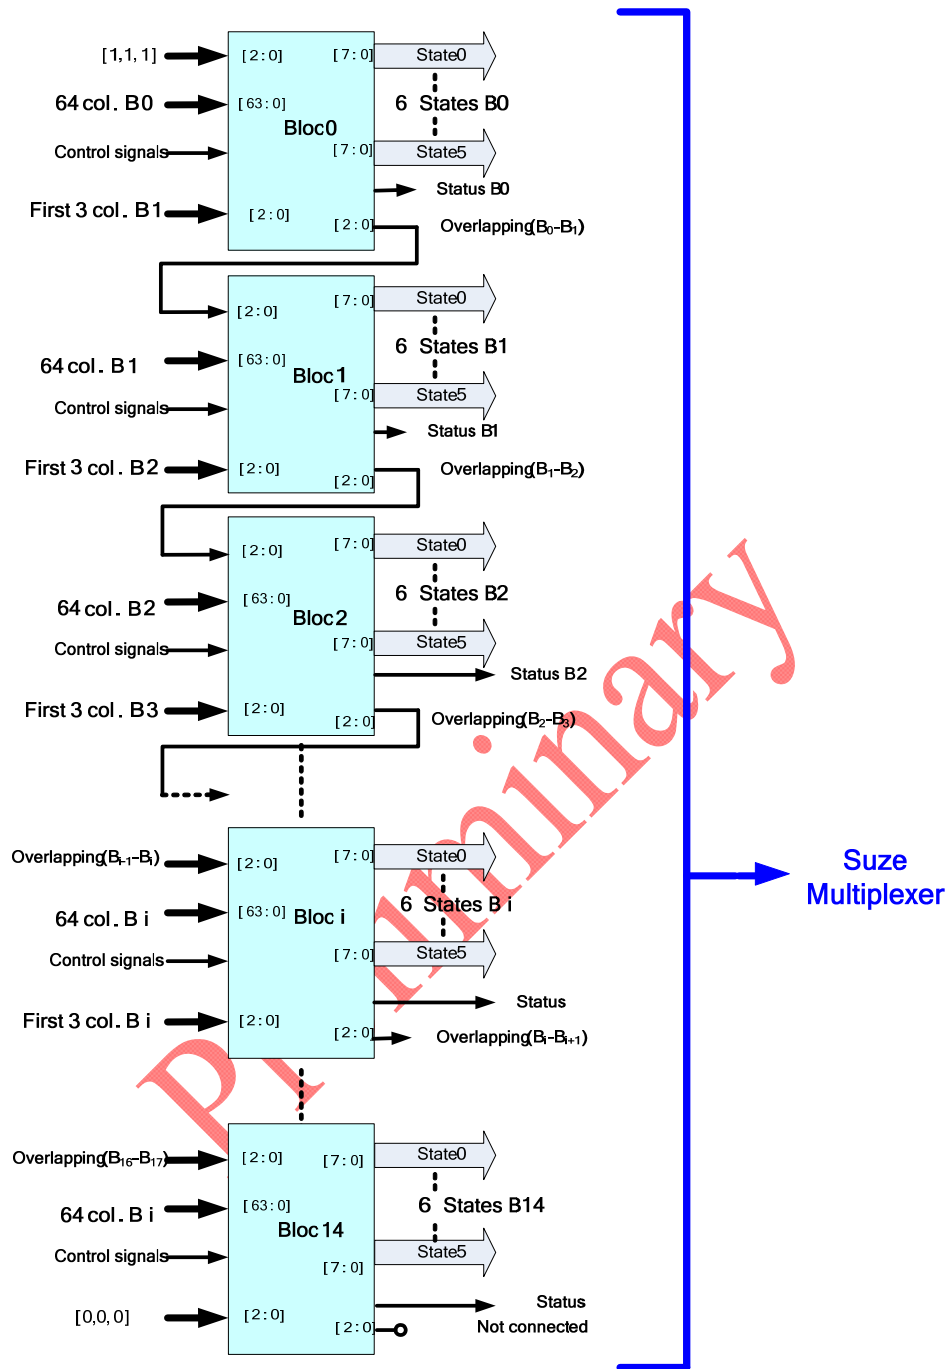 [1,1,1]
[2:0]
[7:0]
State0
64 col. B0
[63:0]
6 States B0
Bloc0
Control signals
[7:0]
State5
Status B0
First 3 col. B1
[2:0]
[2:0]
Overlapping(B0-B1)
[2:0]
[7:0]
State0
64 col. B1
[63:0]
6 States B1
Bloc1
Control signals
[7:0]
State5
Status B1
First 3 col. B2
[2:0]
[2:0]
Overlapping(B1-B2)
[2:0]
[7:0]
State0
64 col. B2
[63:0]
6 States B2
Bloc2
Control signals
[7:0]
State5
Status B2
First 3 col. B3
[2:0]
[2:0]
Overlapping(B2-B3)
Overlapping(Bi-1-Bi)
[2:0]
[7:0]
State0
64 col. B i
[63:0]
6 States B i
Bloc i
Control signals
[7:0]
State5
Status
First 3 col. B i
[2:0]
[2:0]
Overlapping(Bi-Bi+1)
Suze
Multiplexer
Preliminary
Overlapping(B16-B17)
[2:0]
[7:0]
State0
64 col. B i
[63:0]
6 States B14
Bloc14
Control signals
[7:0]
State5
Status
[0,0,0]
[2:0]
[2:0]
Not connected